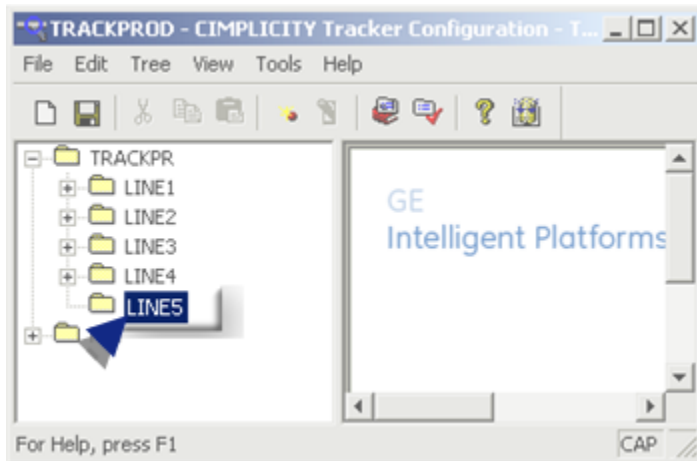 TRACKPROD - CIMPLICITY Tracker Configuration - T...
File Edit Tree View Tools Help
TRACKPR
LINE1
LINE2
LINE3
LINE4
LINE5
GE
Intelligent Platforms
For Help, press F1
CAP